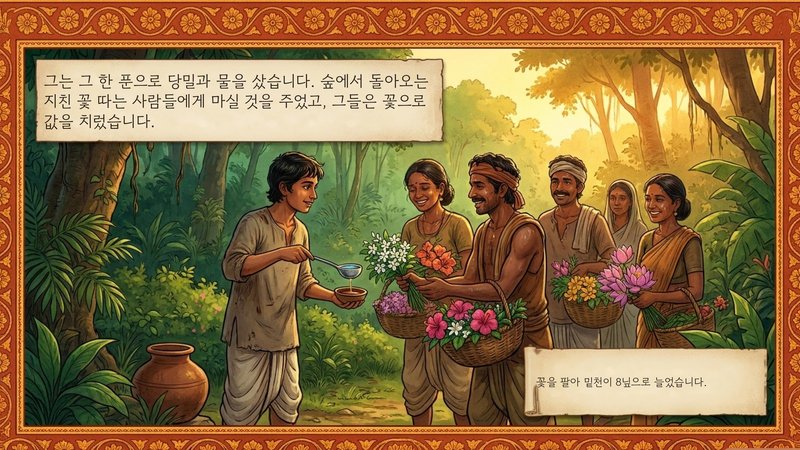 그는 그 한 푼으로 당밀과 물을 샀습니다. 숲에서 돌아오는
지친 꽃 따는 사람들에게 마실 것을 주었고, 그들은 꽃으로
값을 치렀습니다.
꽃을 팔아 밑천이 8닢으로 늘었습니다.